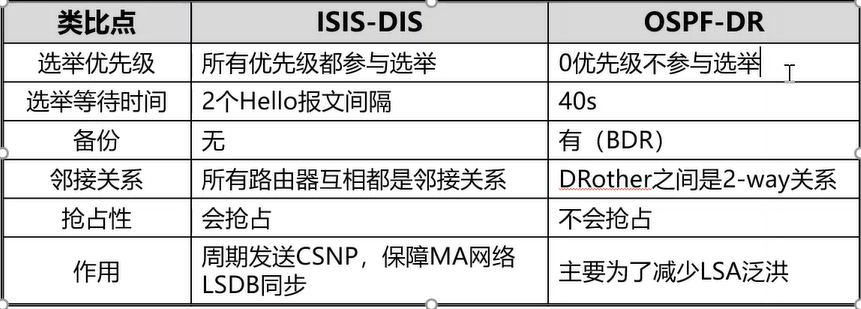 类比点 ISIS-DIS OSPF-DR
选举优先级 所有优先级都参与选举 0优先级不参与选举
选举等待时间 2个Hello报文间隔 40s
备份 无 有（BDR）
邻接关系 所有路由器互相都是邻接关系 DRother之间是2-way关系
抢占性 会抢占 不会抢占
作用 周期发送CSNP，保障MA网络
LSDB同步 主要为了减少LSA泛洪